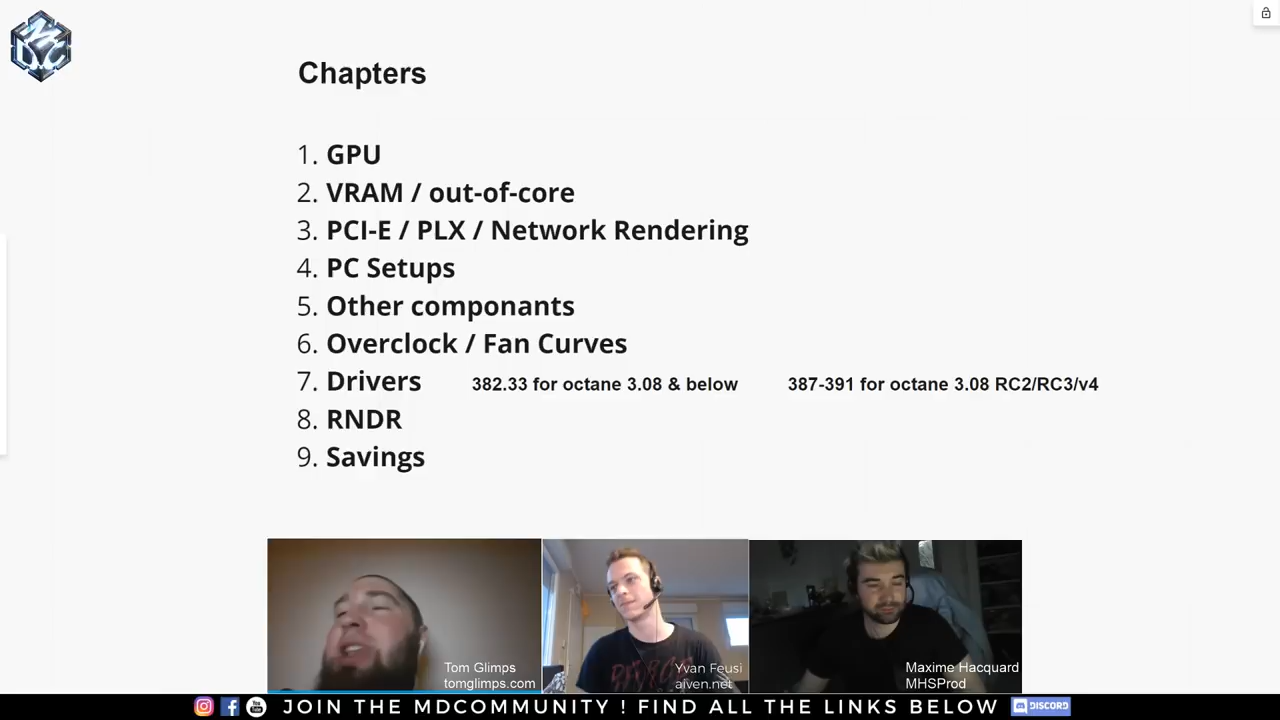 Chapters
1. GPU
2. VRAM / out-of-core
3. PCI-E / PLX / Network Rendering
4. PC Setups
5. Other componants
6. Overclock / Fan Curves
7. Drivers 382.33 for octane 3.08 & below 387-391 for octane 3.08 RC2/RC3/v4
8. RNDR
9. Savings
Tom Glimps
tomglimps.com
Yvan Feusi
aiven.net
Maxime Hacquard
MHSProd
JOIN THE MDCOMMUNITY ! FIND ALL THE LINKS BELOW
DISCORD